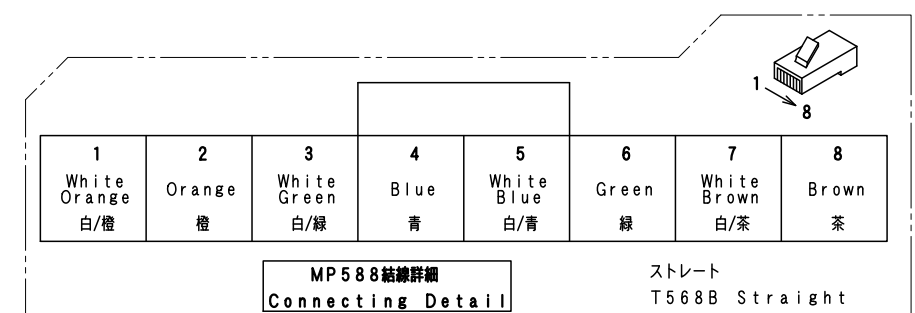 1
8
1 2 3 4 5 6 7 8
White Orange White Blue White Green White Brown
Orange Green Blue Brown
白/橙 橙 白/緑 青 白/青 緑 白/茶 茶
MP588結線詳細
Connecting Detail
ストレート
T568B Straight